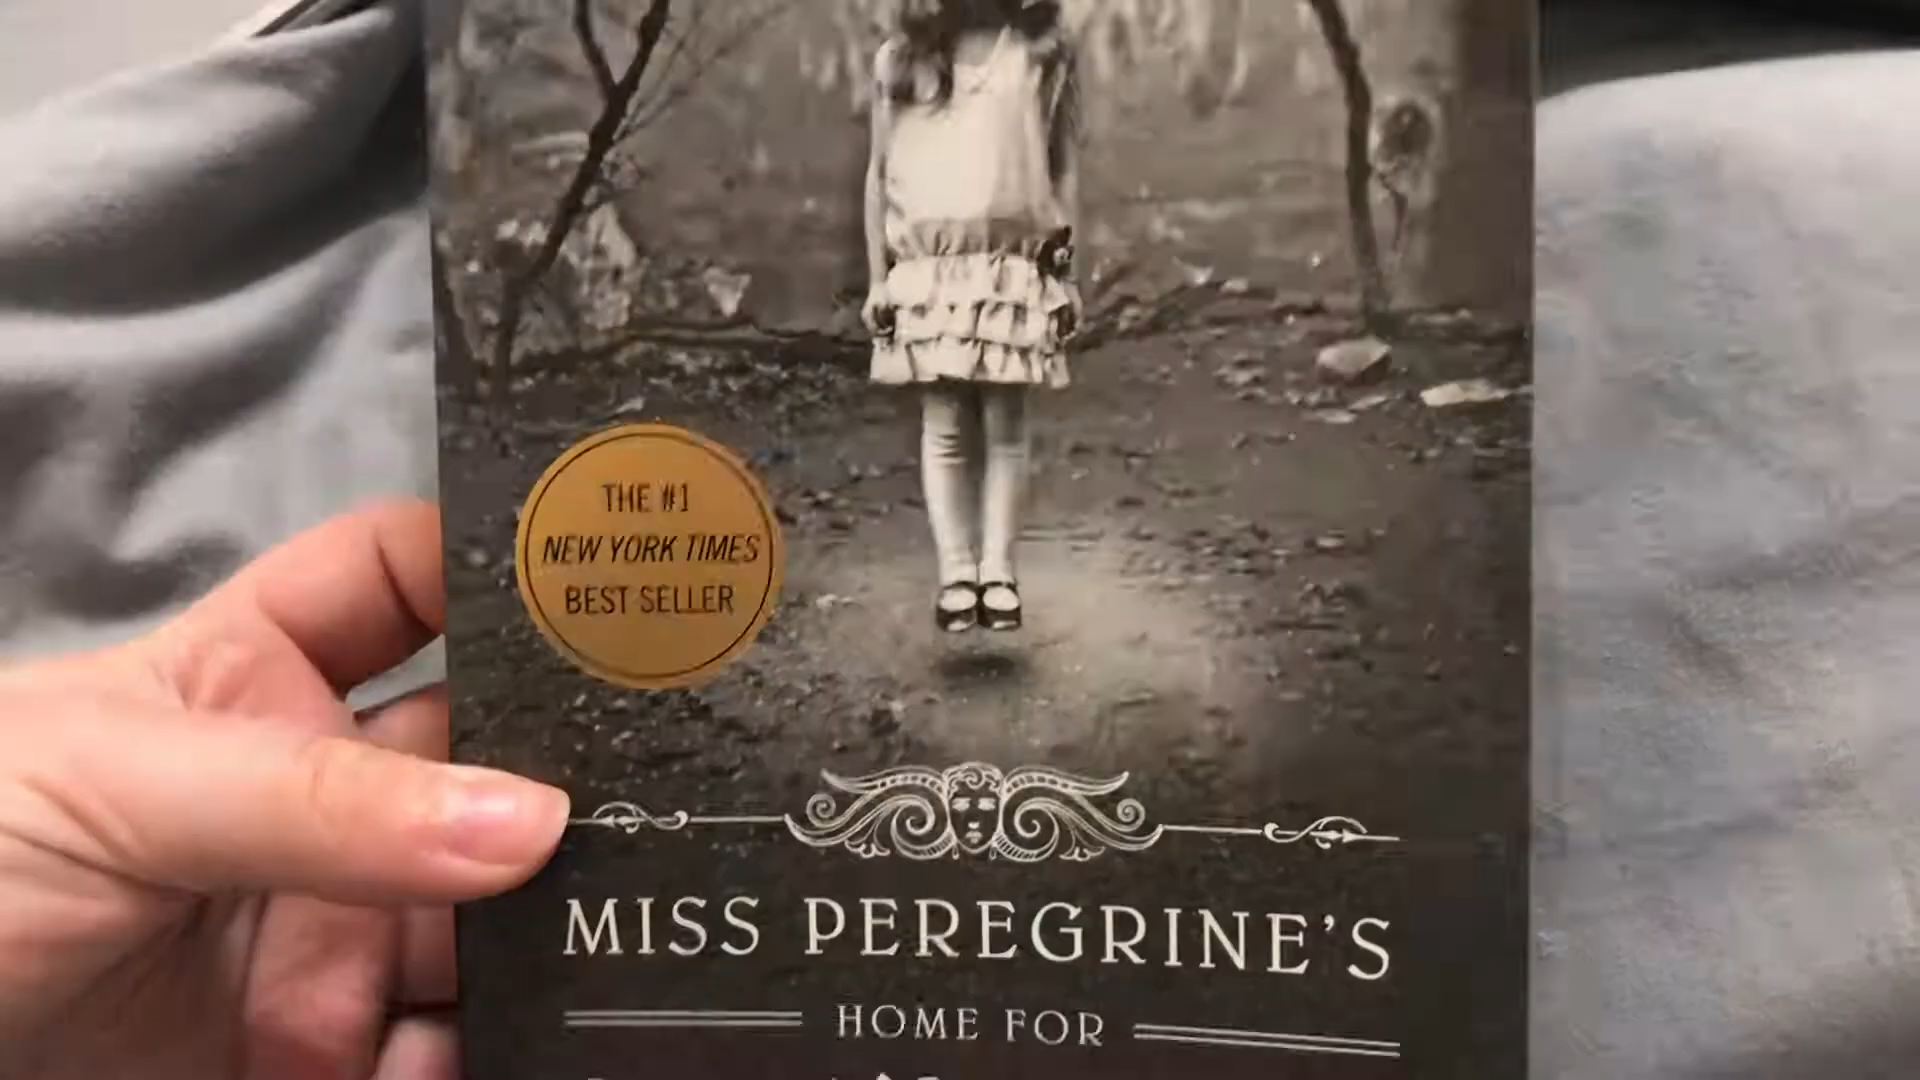 THE #1
NEW YORK TIMES
BEST SELLER
MISS PEREGRINE'S
HOME FOR